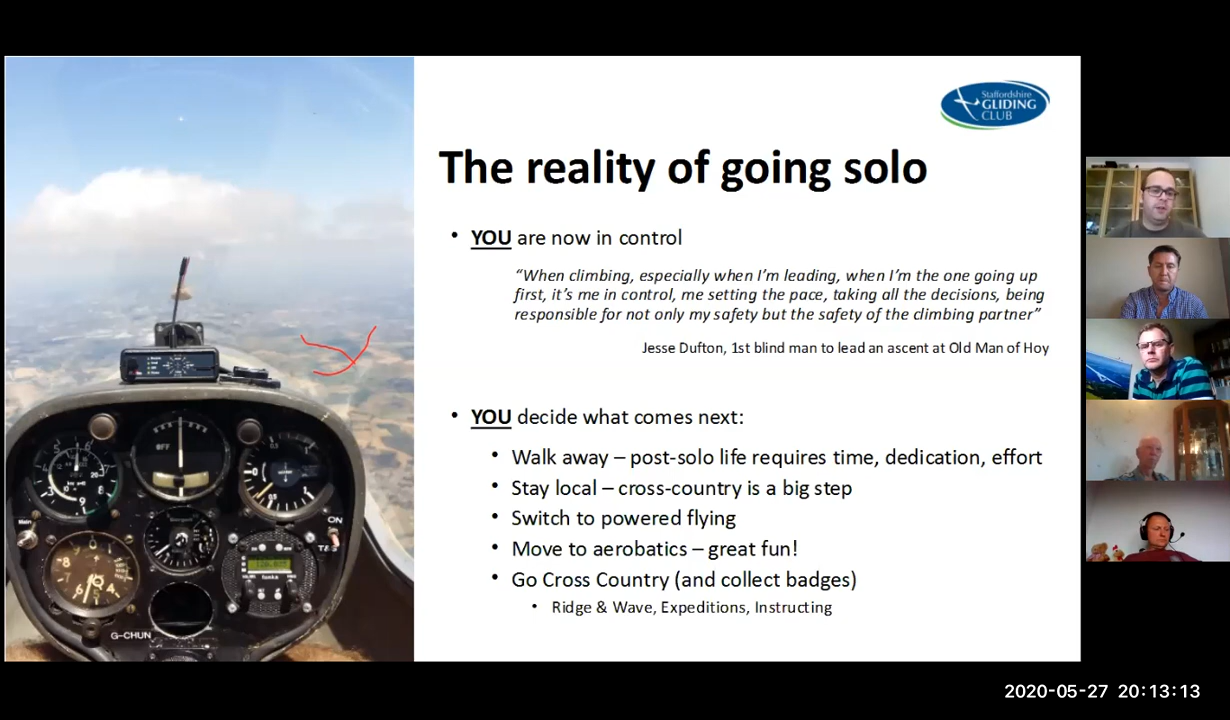 Staffordshire
GLIDING
CLUB
The reality of going solo
• YOU are now in control
“When climbing, especially when I’m leading, when I’m the one going up
first, it’s me in control, me setting the pace, taking all the decisions, being
responsible for not only my safety but the safety of the climbing partner”
Jesse Dufton, 1st blind man to lead an ascent at Old Man of Hoy
• YOU decide what comes next:
• Walk away – post-solo life requires time, dedication, effort
• Stay local – cross-country is a big step
• Switch to powered flying
• Move to aerobatics – great fun!
• Go Cross Country (and collect badges)
• Ridge & Wave, Expeditions, Instructing
OFF
Main
ON
T&S
G-CHUN
2020-05-27 20:13:13